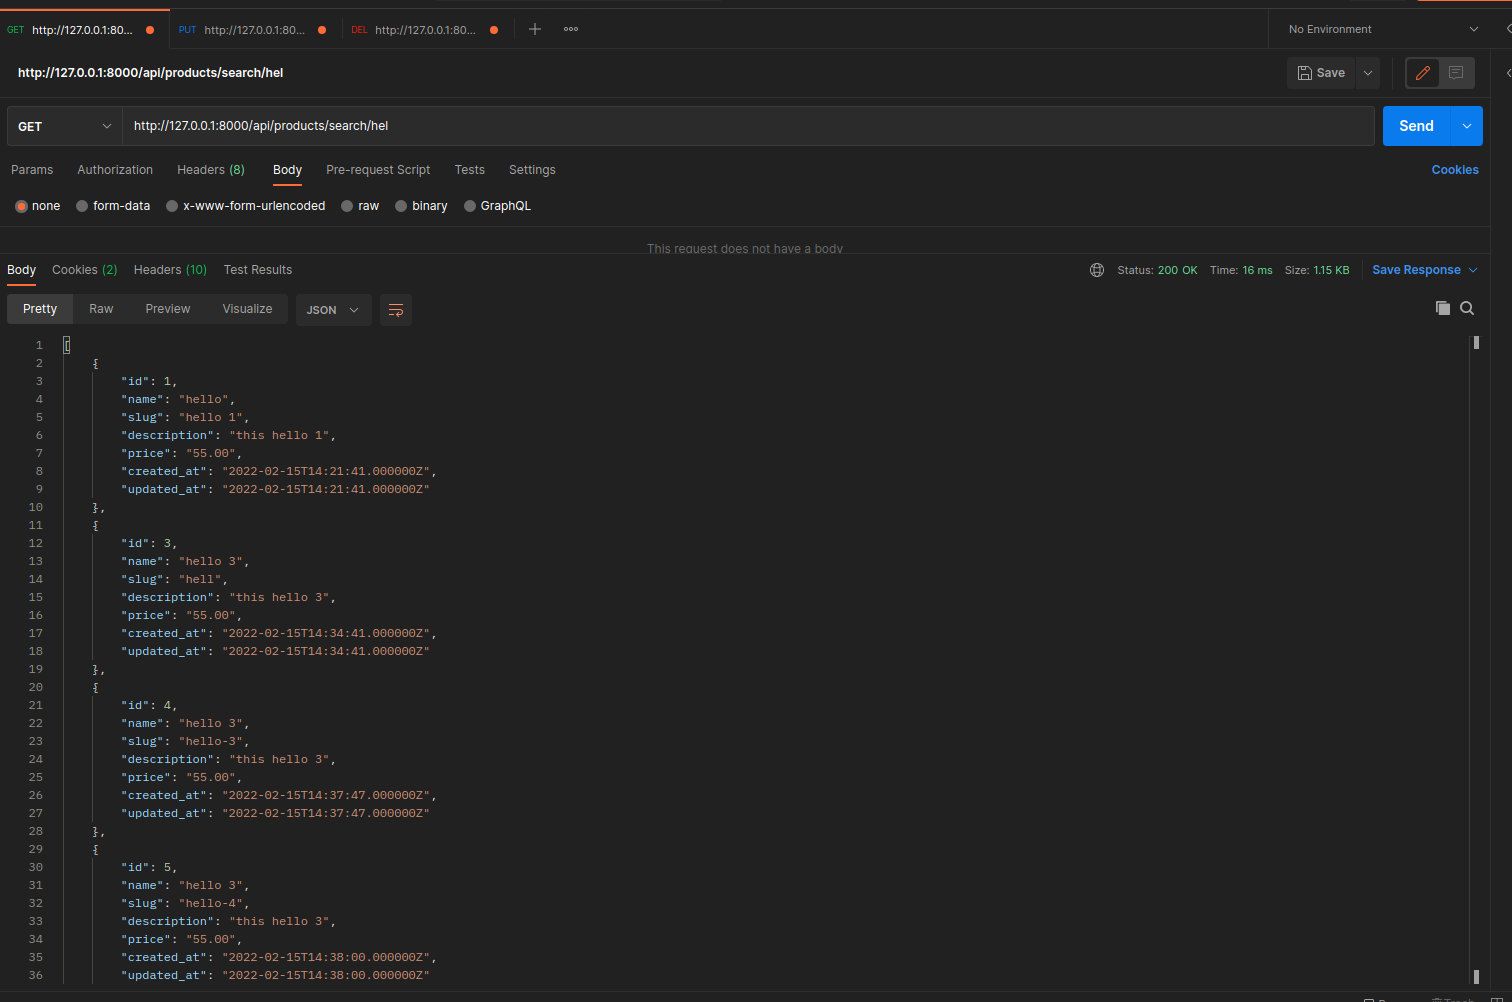 GET http://127.0.0.1:80... PUT http://127.0.0.1:80... DEL http://127.0.0.1:80... No Environment
http://127.0.0.1:8000/api/products/search/hel Save
GET http://127.0.0.1:8000/api/products/search/hel Send
Params Authorization Headers (8) Body Pre-request Script Tests Settings Cookies
none form-data x-www-form-urlencoded raw binary GraphQL
This request does not have a body
Body Cookies (2) Headers (10) Test Results Status: 200 OK Time: 16 ms Size: 1.15 KB Save Response
Pretty Raw Preview Visualize JSON
1 [
2 {
3 "id": 1,
4 "name": "hello",
5 "slug": "hello 1",
6 "description": "this hello 1",
7 "price": "55.00",
8 "created_at": "2022-02-15T14:21:41.000000Z",
9 "updated_at": "2022-02-15T14:21:41.000000Z"
10 },
11 {
12 "id": 3,
13 "name": "hello 3",
14 "slug": "hell",
15 "description": "this hello 3",
16 "price": "55.00",
17 "created_at": "2022-02-15T14:34:41.000000Z",
18 "updated_at": "2022-02-15T14:34:41.000000Z"
19 },
20 {
21 "id": 4,
22 "name": "hello 3",
23 "slug": "hello-3",
24 "description": "this hello 3",
25 "price": "55.00",
26 "created_at": "2022-02-15T14:37:47.000000Z",
27 "updated_at": "2022-02-15T14:37:47.000000Z"
28 },
29 {
30 "id": 5,
31 "name": "hello 3",
32 "slug": "hello-4",
33 "description": "this hello 3",
34 "price": "55.00",
35 "created_at": "2022-02-15T14:38:00.000000Z",
36 "updated_at": "2022-02-15T14:38:00.000000Z"